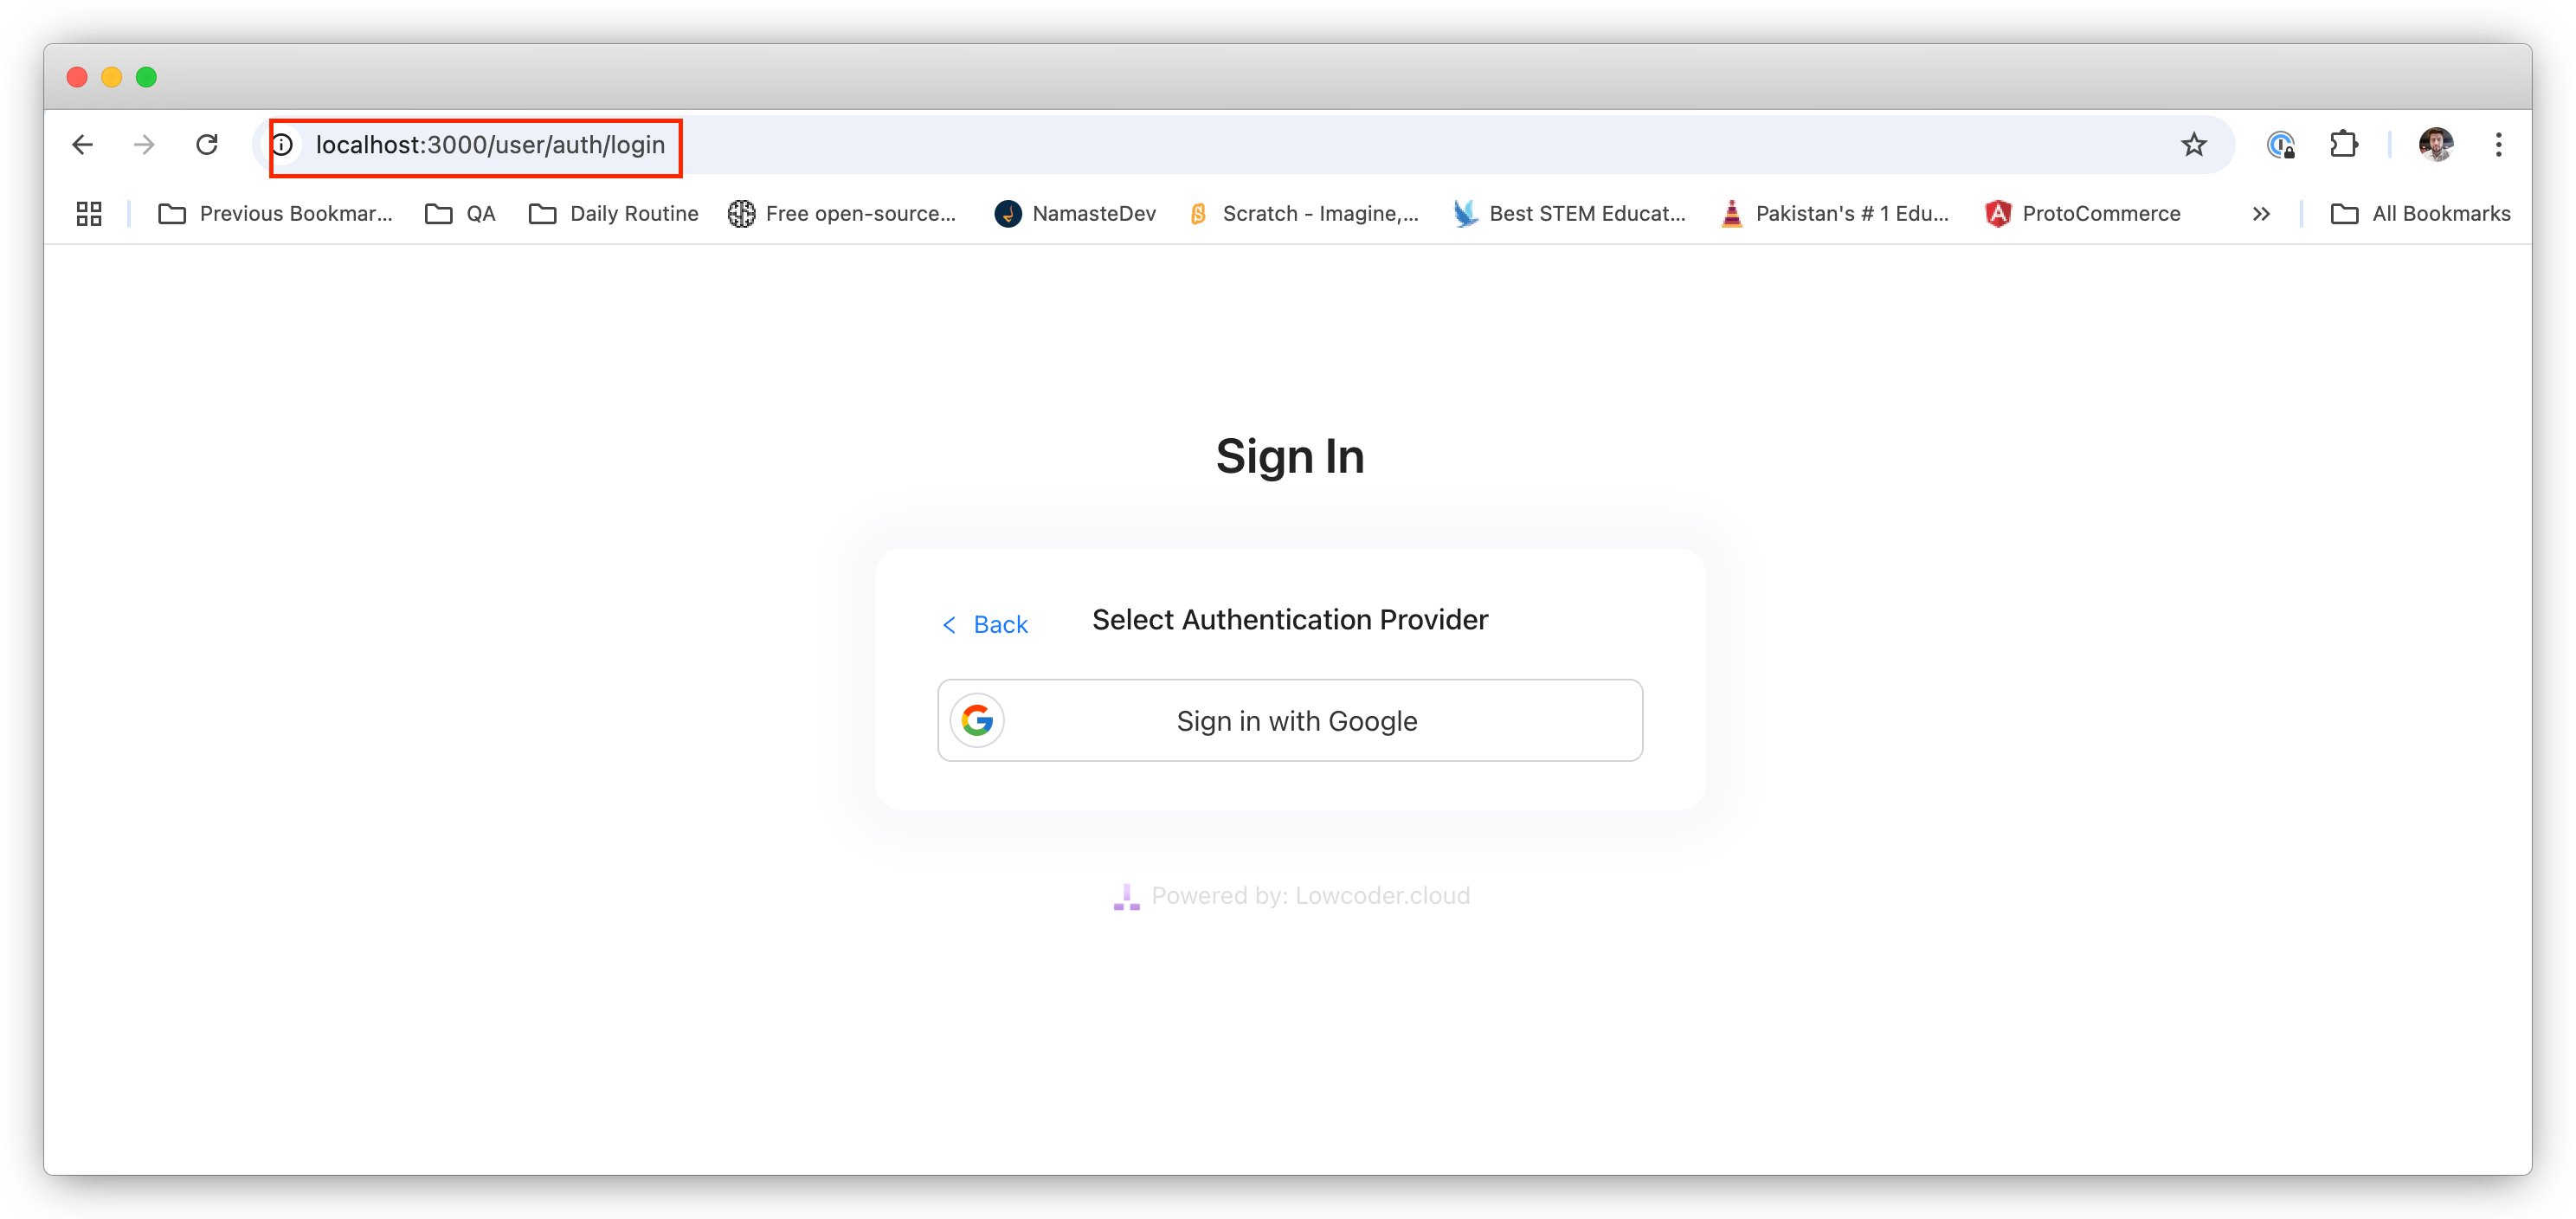 localhost:3000/user/auth/login
Previous Bookmar... QA Daily Routine Free open-source... NamasteDev Scratch - Imagine,... Best STEM Educat... Pakistan's # 1 Edu... ProtoCommerce All Bookmarks
Sign In
Back Select Authentication Provider
Sign in with Google
Powered by: Lowcoder.cloud